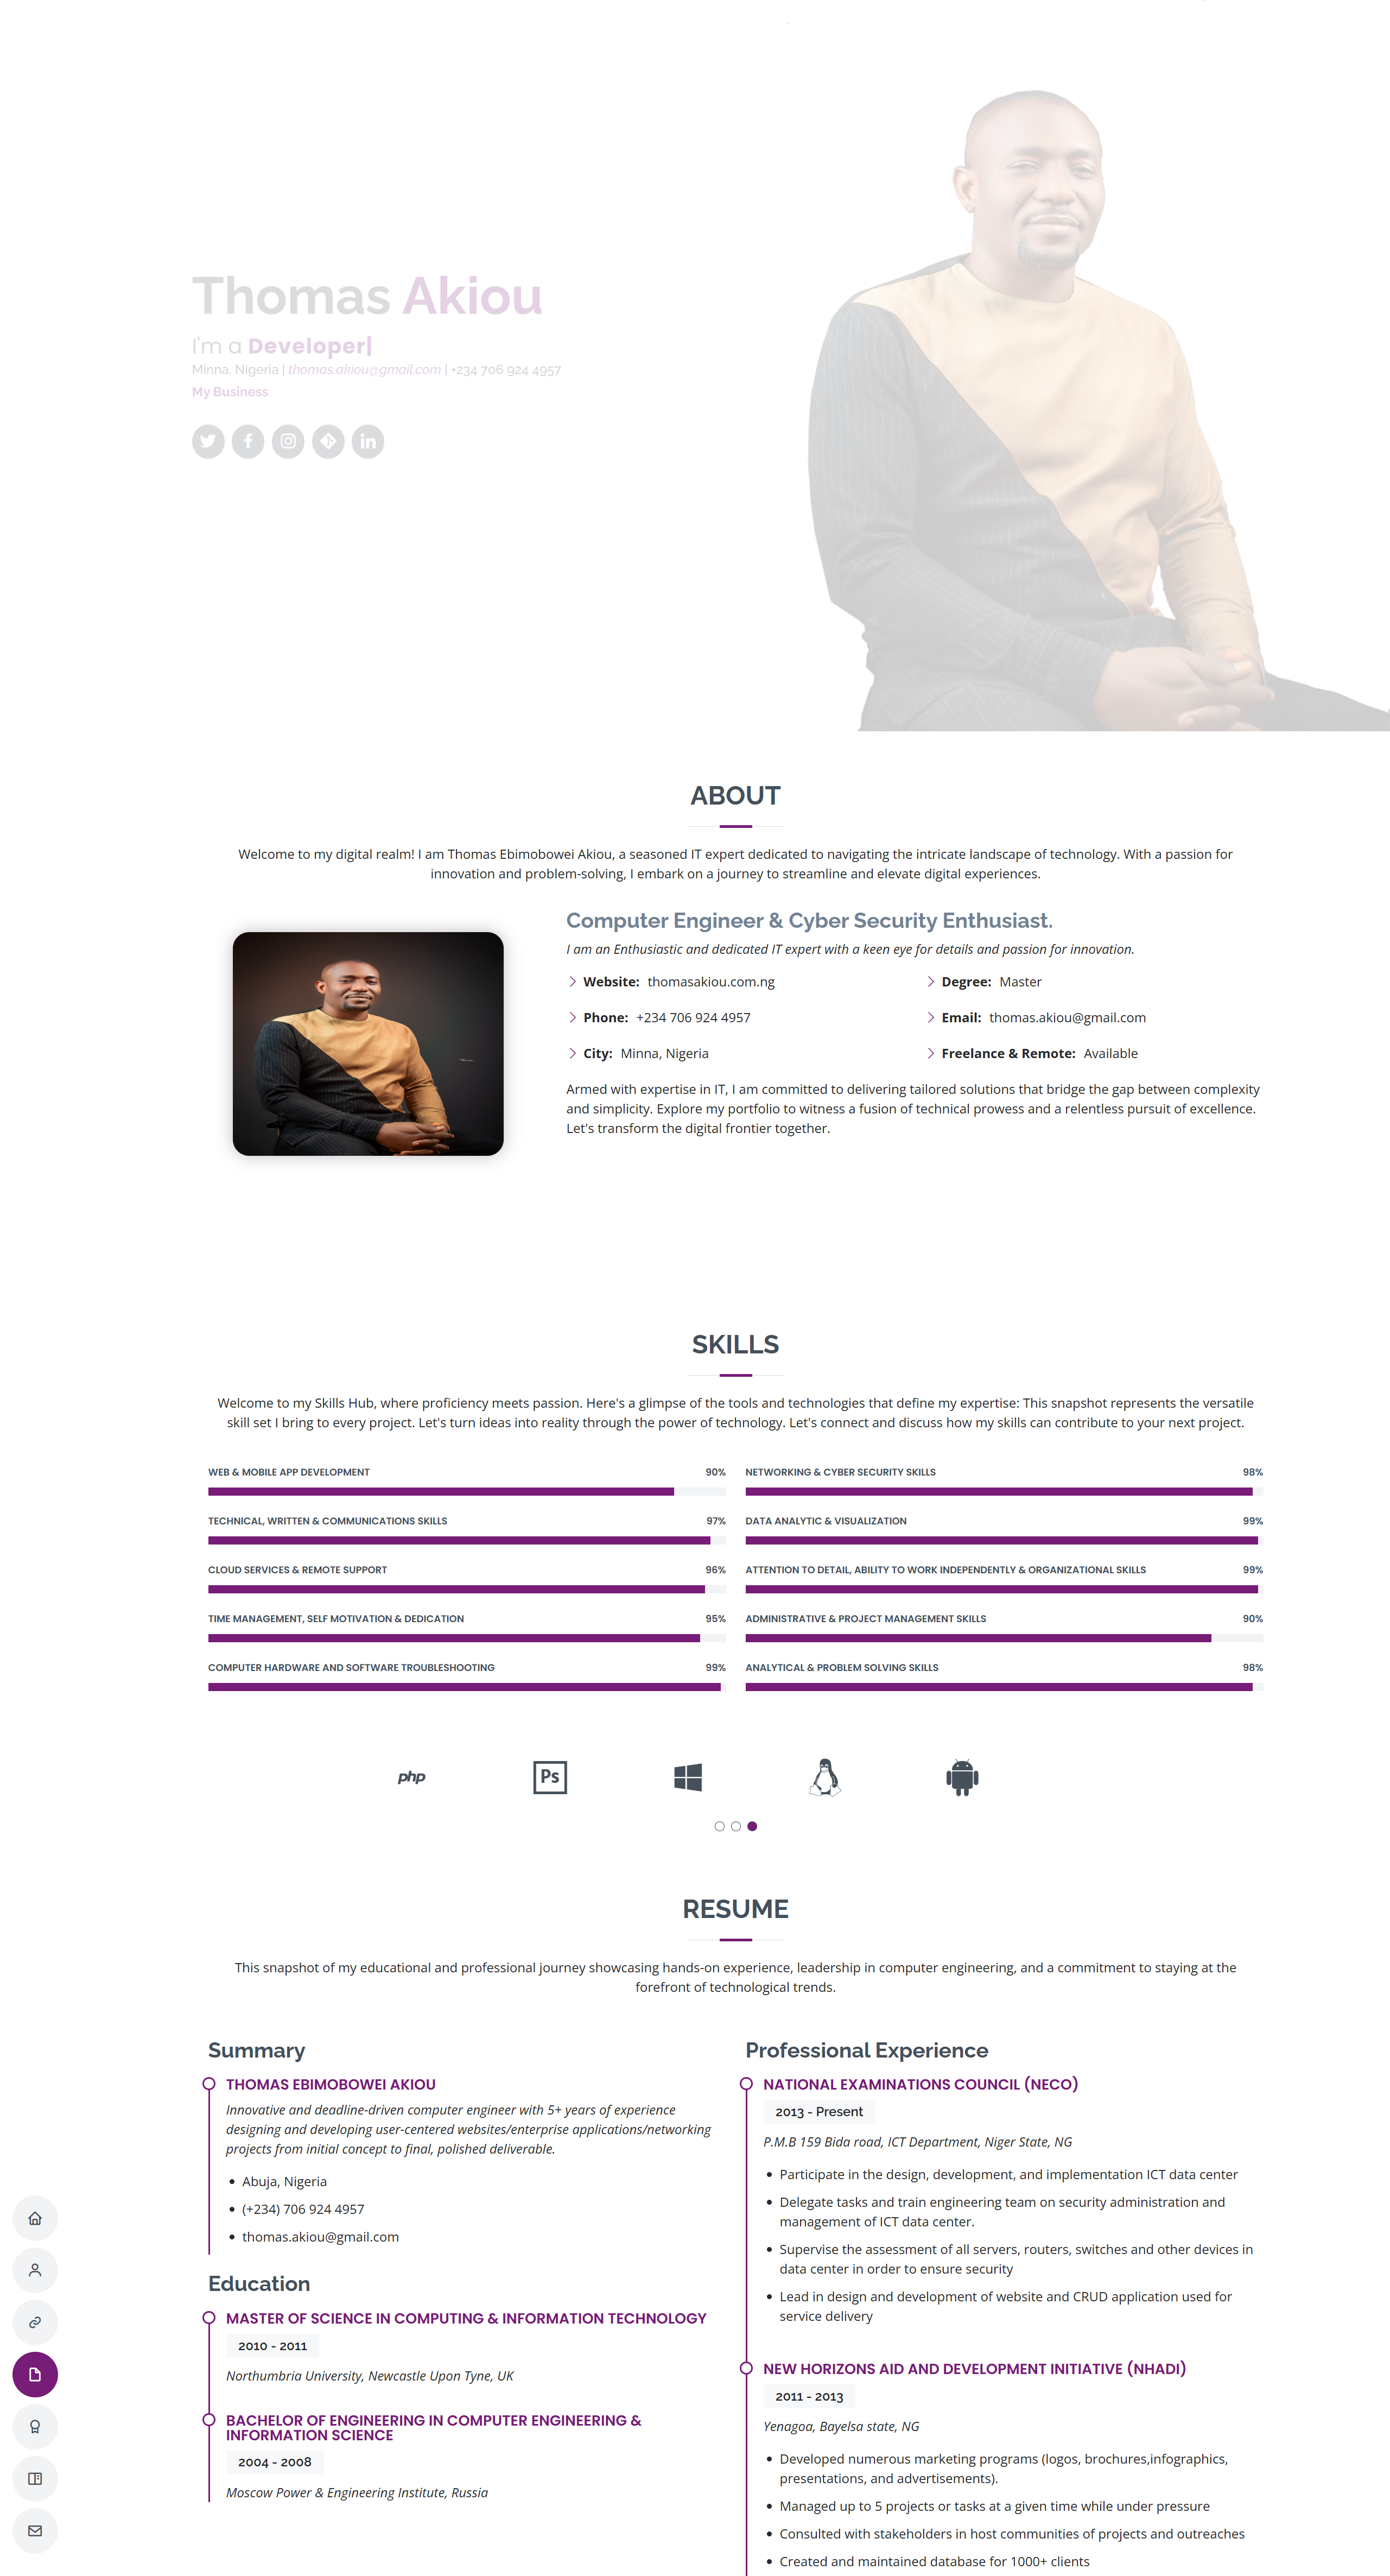 Thomas Akiou
I'm a Developer|
Minna, Nigeria | thomas.akiou@gmail.com | +234 706 924 4957
My Business
ABOUT
Welcome to my digital realm! I am Thomas Ebimobowei Akiou, a seasoned IT expert dedicated to navigating the intricate landscape of technology. With a passion for
innovation and problem-solving, I embark on a journey to streamline and elevate digital experiences.
Computer Engineer & Cyber Security Enthusiast.
I am an Enthusiastic and dedicated IT expert with a keen eye for details and passion for innovation.
Website: thomasakiou.com.ng
Phone: +234 706 924 4957
City: Minna, Nigeria
Degree: Master
Email: thomas.akiou@gmail.com
Freelance & Remote: Available
Armed with expertise in IT, I am committed to delivering tailored solutions that bridge the gap between complexity
and simplicity. Explore my portfolio to witness a fusion of technical prowess and a relentless pursuit of excellence.
Let's transform the digital frontier together.
SKILLS
Welcome to my Skills Hub, where proficiency meets passion. Here's a glimpse of the tools and technologies that define my expertise: This snapshot represents the versatile
skill set I bring to every project. Let's turn ideas into reality through the power of technology. Let's connect and discuss how my skills can contribute to your next project.
WEB & MOBILE APP DEVELOPMENT 90%
TECHNICAL, WRITTEN & COMMUNICATIONS SKILLS 97%
CLOUD SERVICES & REMOTE SUPPORT 96%
TIME MANAGEMENT, SELF MOTIVATION & DEDICATION 95%
COMPUTER HARDWARE AND SOFTWARE TROUBLESHOOTING 99%
NETWORKING & CYBER SECURITY SKILLS 98%
DATA ANALYTIC & VISUALIZATION 99%
ATTENTION TO DETAIL, ABILITY TO WORK INDEPENDENTLY & ORGANIZATIONAL SKILLS 99%
ADMINISTRATIVE & PROJECT MANAGEMENT SKILLS 90%
ANALYTICAL & PROBLEM SOLVING SKILLS 98%
php
Ps
RESUME
This snapshot of my educational and professional journey showcasing hands-on experience, leadership in computer engineering, and a commitment to staying at the
forefront of technological trends.
Summary
THOMAS EBIMOBOWEI AKIOU
Innovative and deadline-driven computer engineer with 5+ years of experience
designing and developing user-centered websites/enterprise applications/networking
projects from initial concept to final, polished deliverable.
Abuja, Nigeria
(+234) 706 924 4957
thomas.akiou@gmail.com
Education
MASTER OF SCIENCE IN COMPUTING & INFORMATION TECHNOLOGY
2010 - 2011
Northumbria University, Newcastle Upon Tyne, UK
BACHELOR OF ENGINEERING IN COMPUTER ENGINEERING &
INFORMATION SCIENCE
2004 - 2008
Moscow Power & Engineering Institute, Russia
Professional Experience
NATIONAL EXAMINATIONS COUNCIL (NECO)
2013 - Present
P.M.B 159 Bida road, ICT Department, Niger State, NG
Participate in the design, development, and implementation ICT data center
Delegate tasks and train engineering team on security administration and
management of ICT data center.
Supervise the assessment of all servers, routers, switches and other devices in
data center in order to ensure security
Lead in design and development of website and CRUD application used for
service delivery
NEW HORIZONS AID AND DEVELOPMENT INITIATIVE (NHADI)
2011 - 2013
Yenagoa, Bayelsa state, NG
Developed numerous marketing programs (logos, brochures,infographics,
presentations, and advertisements).
Managed up to 5 projects or tasks at a given time while under pressure
Consulted with stakeholders in host communities of projects and outreaches
Created and maintained database for 1000+ clients